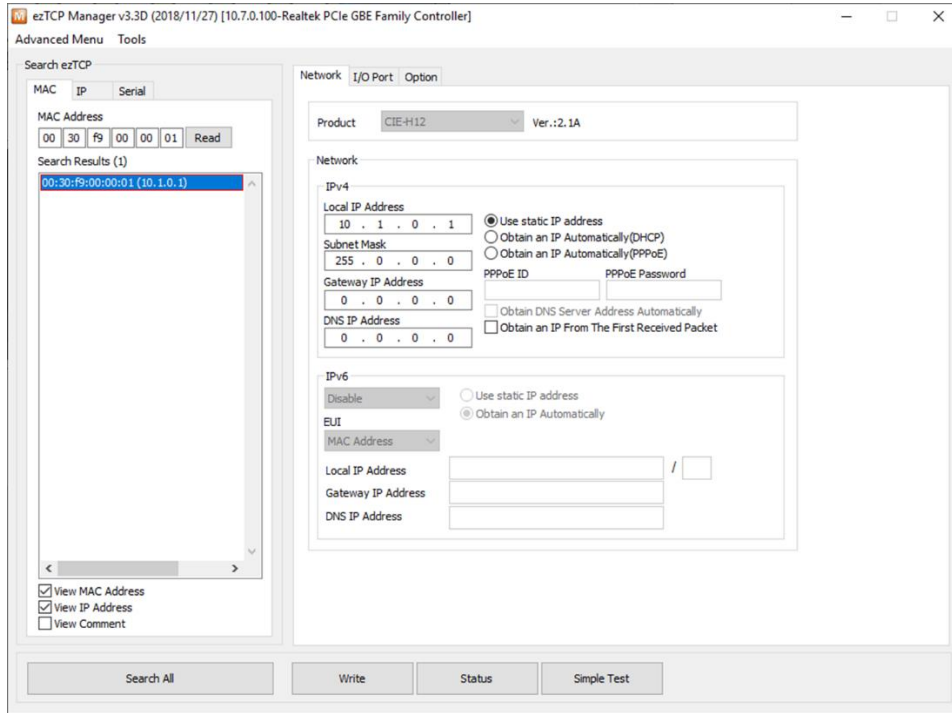 ezTCP Manager v3.3D (2018/11/27) [10.7.0.100-Realtek PCIe GBE Family Controller]
Advanced Menu Tools
Search ezTCP
MAC IP Serial
MAC Address
00 30 f9 00 00 01 Read
Search Results (1)
00:30:f9:00:00:01 (10.1.0.1)
View MAC Address
View IP Address
View Comment
Network I/O Port Option
Product CIE-H12 Ver.:2.1A
Network
IPv4
Local IP Address
10 . 1 . 0 . 1
Subnet Mask
255 . 0 . 0 . 0
Gateway IP Address
0 . 0 . 0 . 0
DNS IP Address
0 . 0 . 0 . 0
Use static IP address
Obtain an IP Automatically(DHCP)
Obtain an IP Automatically(PPPoE)
PPPoE ID PPPoE Password
Obtain DNS Server Address Automatically
Obtain an IP From The First Received Packet
IPv6
Disable
EUI
MAC Address
Use static IP address
Obtain an IP Automatically
Local IP Address /
Gateway IP Address
DNS IP Address
Search All Write Status Simple Test